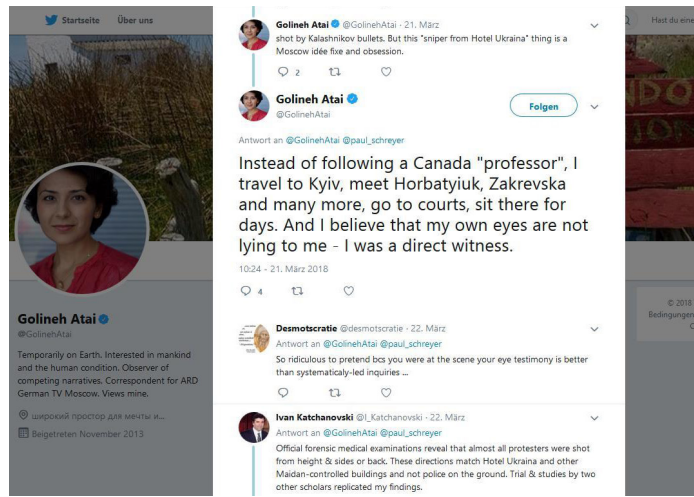 Startseite Über uns
Hast du eine
Golineh Atai @GolinehAtai · 21. März
shot by Kalashnikov bullets. But this "sniper from Hotel Ukraina" thing is a
Moscow idée fixe and obsession.
2
Golineh Atai
@GolinehAtai
Folgen
Antwort an @GolinehAtai @paul_schreyer
Instead of following a Canada "professor", I
travel to Kyiv, meet Horbatyiuk, Zakrevska
and many more, go to courts, sit there for
days. And I believe that my own eyes are not
lying to me - I was a direct witness.
10:24 - 21. März 2018
4
Desmotscratie @desmotscratie · 22. März
Antwort an @GolinehAtai @paul_schreyer
So ridiculous to pretend bcs you were at the scene your eye testimony is better
than systematicaly-led inquiries ...
Ivan Katchanovski @I_Katchanovski · 22. März
Antwort an @GolinehAtai @paul_schreyer
Official forensic medical examinations reveal that almost all protesters were shot
from height & sides or back. These directions match Hotel Ukraina and other
Maidan-controlled buildings and not police on the ground. Trial & studies by two
other scholars replicated my findings.
Golineh Atai
@GolinehAtai
Temporarily on Earth. Interested in mankind
and the human condition. Observer of
competing narratives. Correspondent for ARD
German TV Moscow. Views mine.
широкий простор для мечты и...
Beigetreten November 2013
© 2018
Bedingungen